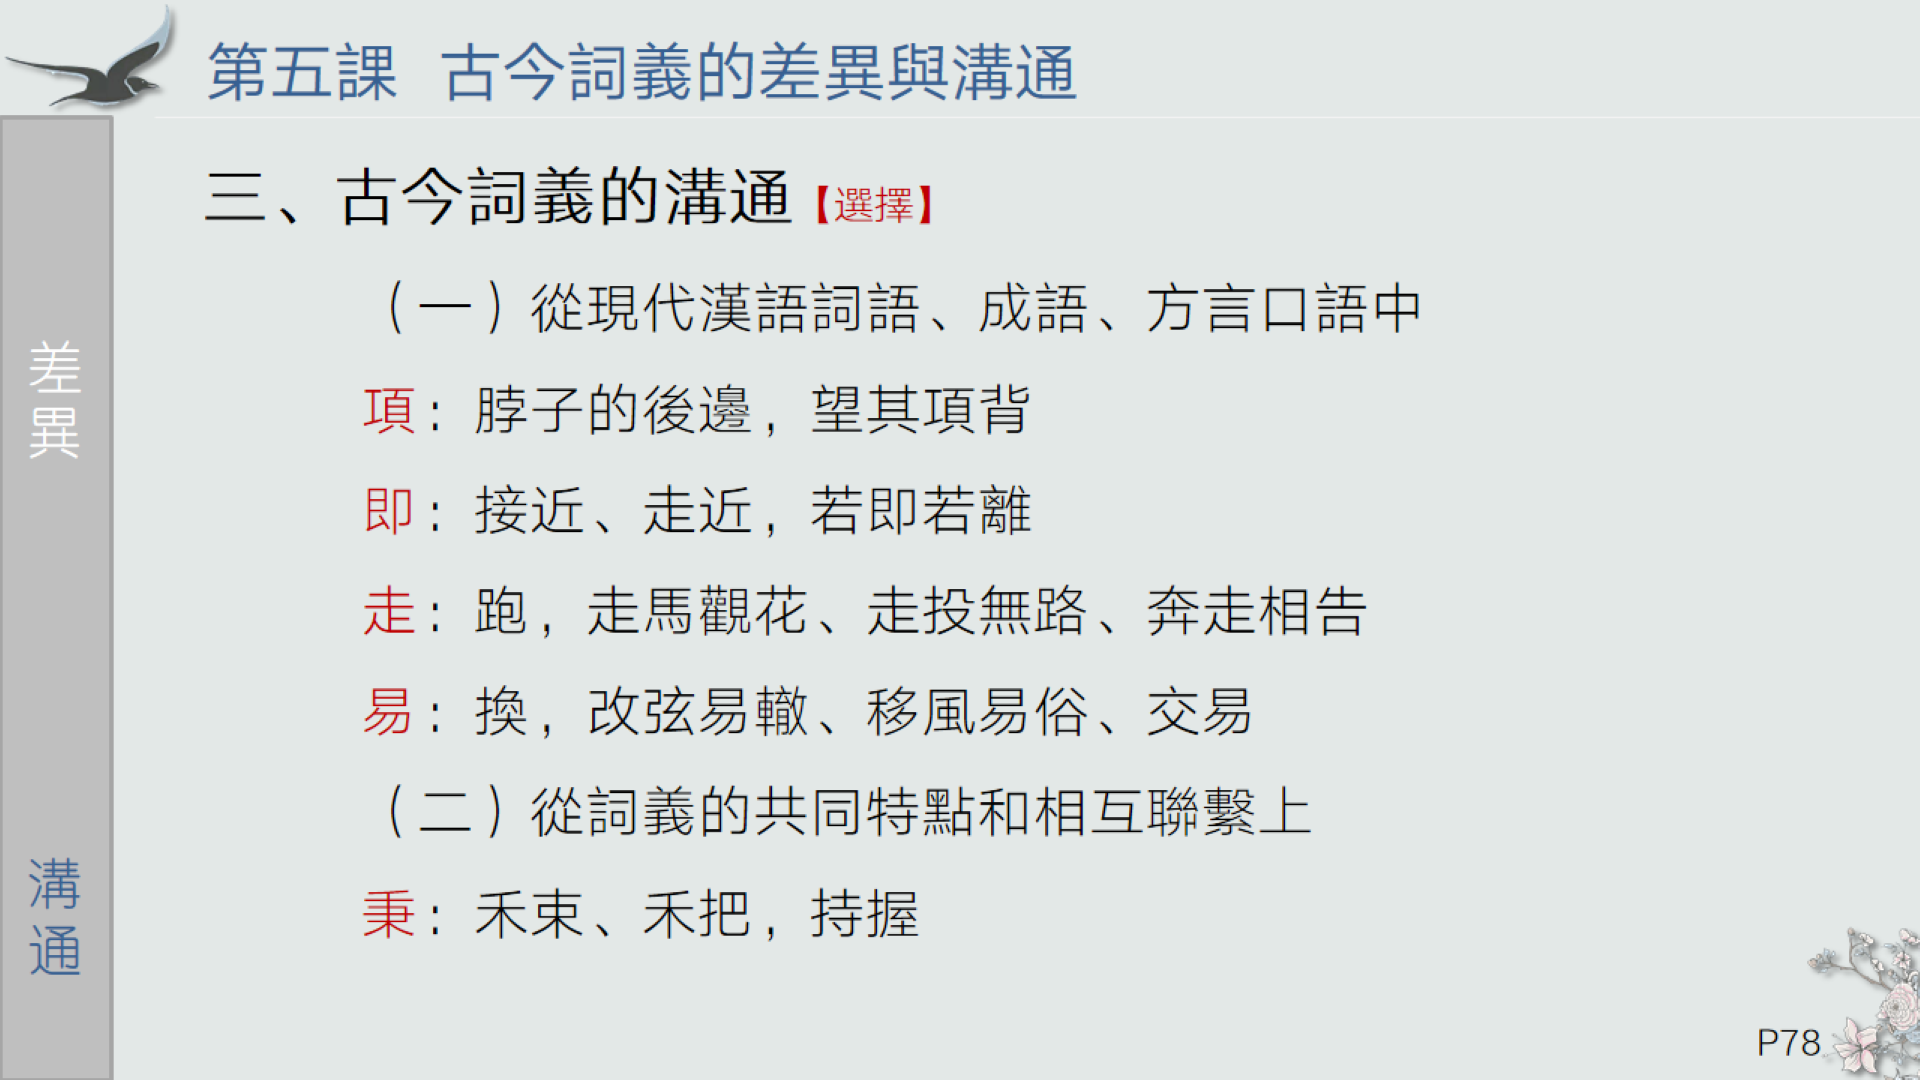 第五課 古今詞義的差異與溝通
三、古今詞義的溝通【選擇】
（一）從現代漢語詞語、成語、方言口語中
項：脖子的後邊，望其項背
即：接近、走近，若即若離
走：跑，走馬觀花、走投無路、奔走相告
易：換，改弦易轍、移風易俗、交易
（二）從詞義的共同特點和相互聯繫上
秉：禾束、禾把，持握
差異
溝通
P78